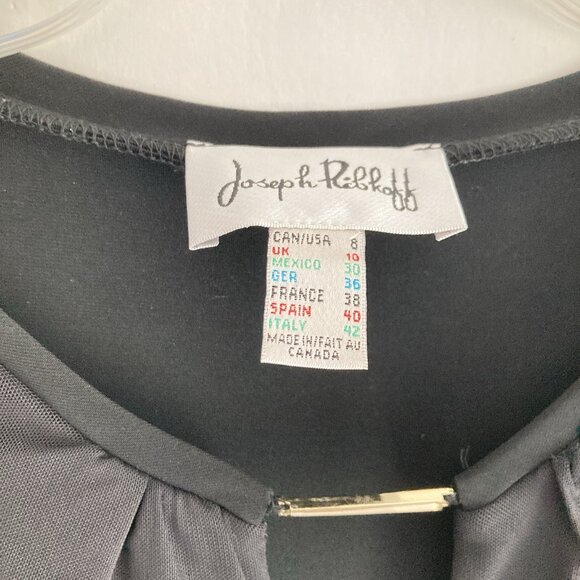 Joseph Ribkoff
CAN/USA 8
UK 10
MEXICO 30
GER 36
FRANCE 38
SPAIN 40
ITALY 42
MADE IN/FAIT AU
CANADA